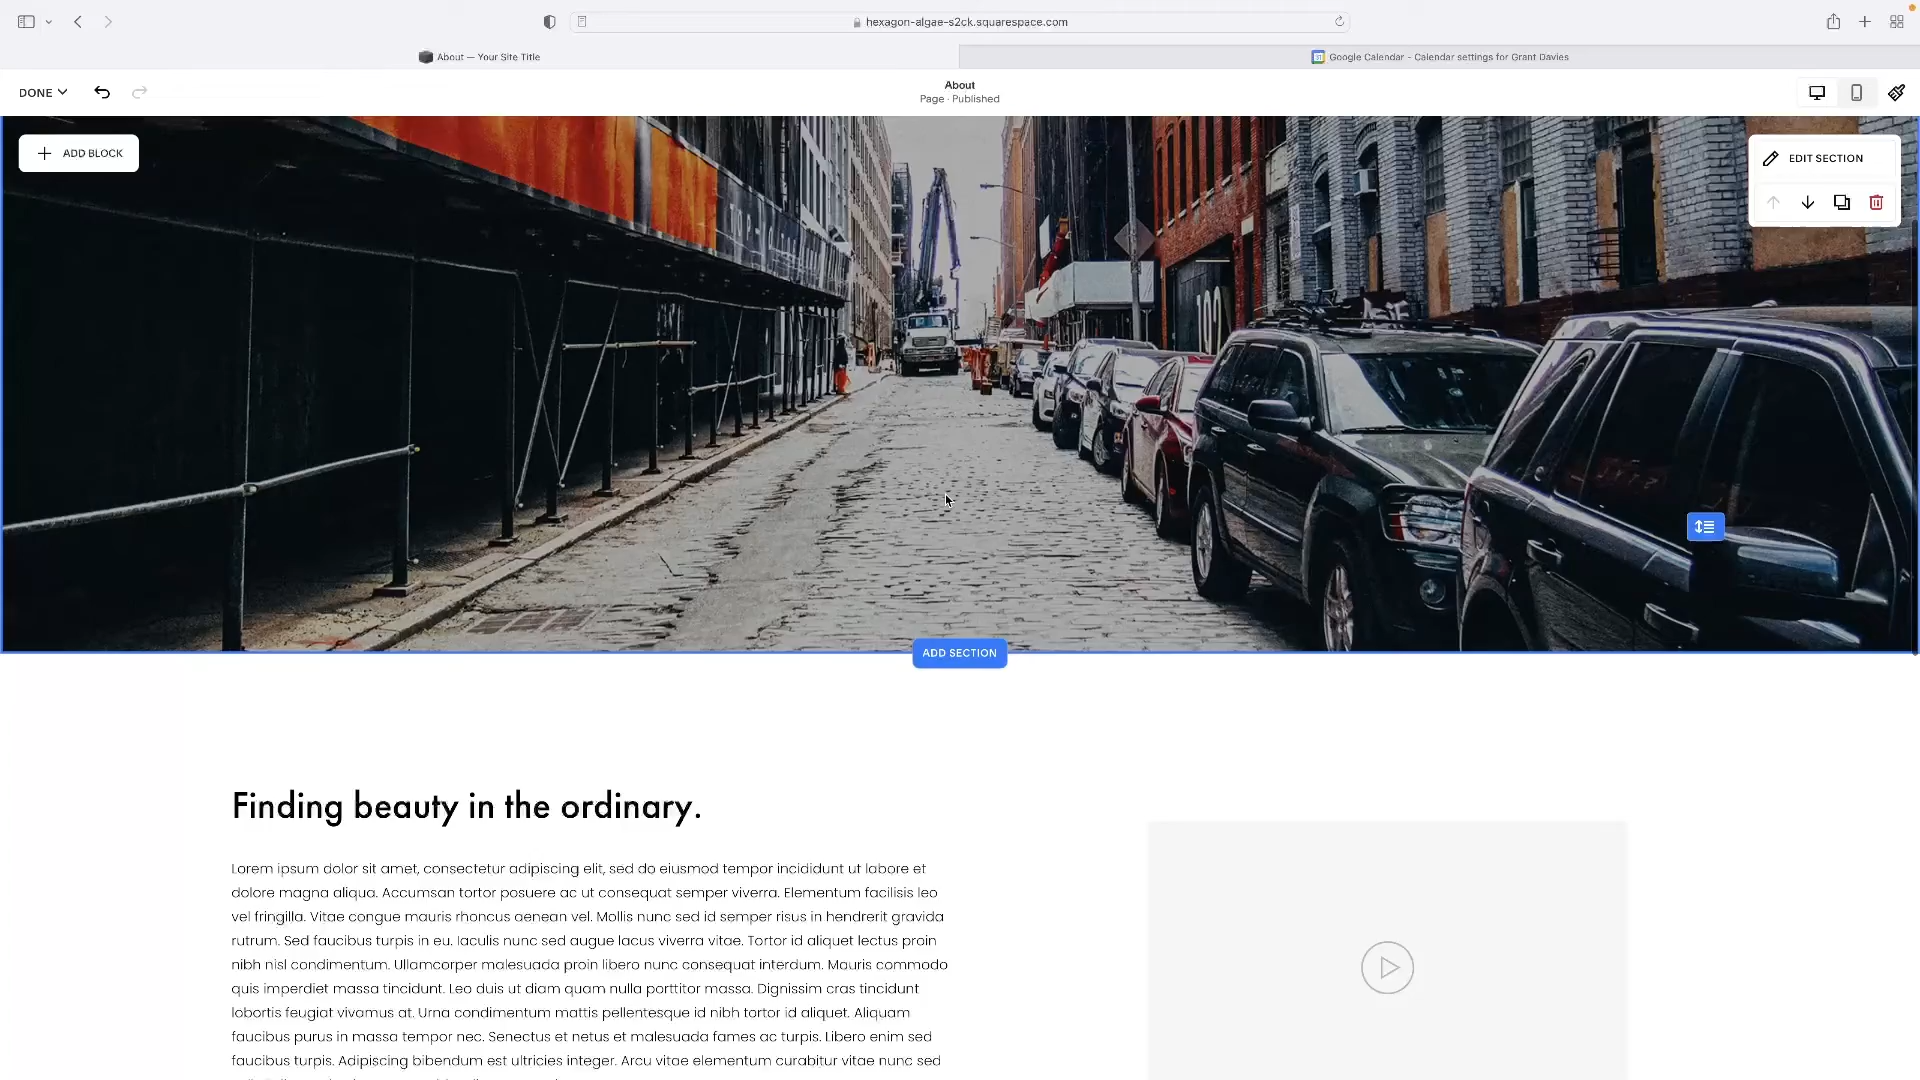 hexagon-algae-s2ck.squarespace.com
About — Your Site Title
Google Calendar - Calendar settings for Grant Davies
DONE
About
Page · Published
ADD BLOCK
EDIT SECTION
ADD SECTION
Finding beauty in the ordinary.
Lorem ipsum dolor sit amet, consectetur adipiscing elit, sed do eiusmod tempor incididunt ut labore et
dolore magna aliqua. Accumsan tortor posuere ac ut consequat semper viverra. Elementum facilisis leo
vel fringilla. Vitae congue mauris rhoncus aenean vel. Mollis nunc sed id semper risus in hendrerit gravida
rutrum. Sed faucibus turpis in eu. Iaculis nunc sed augue lacus viverra vitae. Tortor id aliquet lectus proin
nibh nisl condimentum. Ullamcorper malesuada proin libero nunc consequat interdum. Mauris commodo
quis imperdiet massa tincidunt. Leo duis ut diam quam nulla porttitor massa. Dignissim cras tincidunt
lobortis feugiat vivamus at. Urna condimentum mattis pellentesque id nibh tortor id aliquet. Aliquam
faucibus purus in massa tempor nec. Senectus et netus et malesuada fames ac turpis. Libero enim sed
faucibus turpis. Adipiscing bibendum est ultricies integer. Arcu vitae elementum curabitur vitae nunc sed